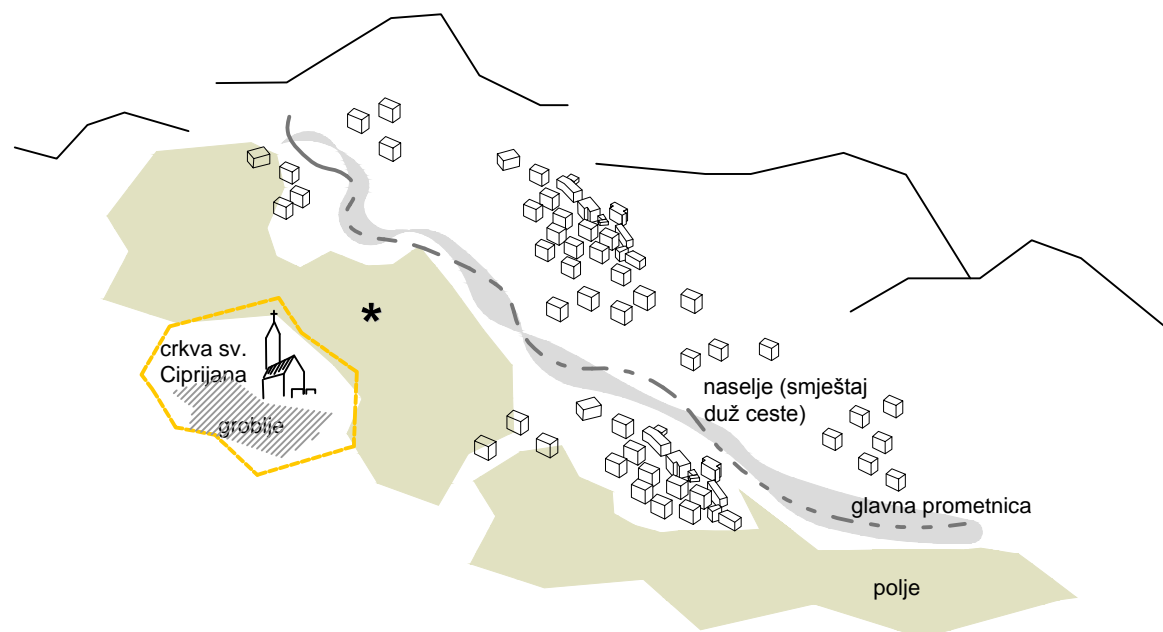 *
crkva sv.
Ciprijana
groblje
naselje (smještaj
duž ceste)
glavna prometnica
polje